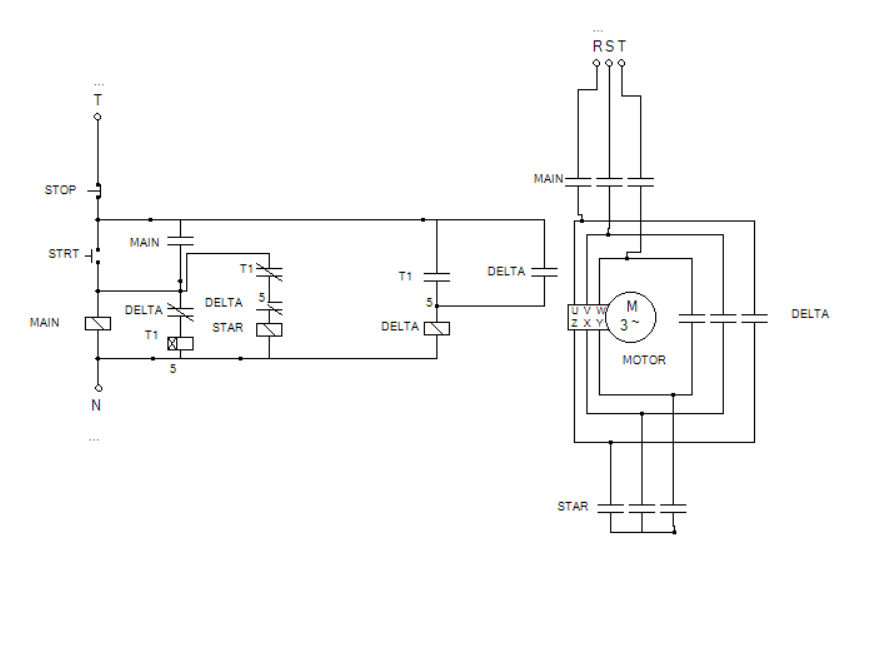 ...
R S T
...
T
STOP
MAIN
MAIN
STRT
T1
DELTA
T1
5
DELTA
5
DELTA
STAR
T1
MAIN
DELTA
5
N
...
U V W
Z X Y
M
3 ~
MOTOR
DELTA
STAR